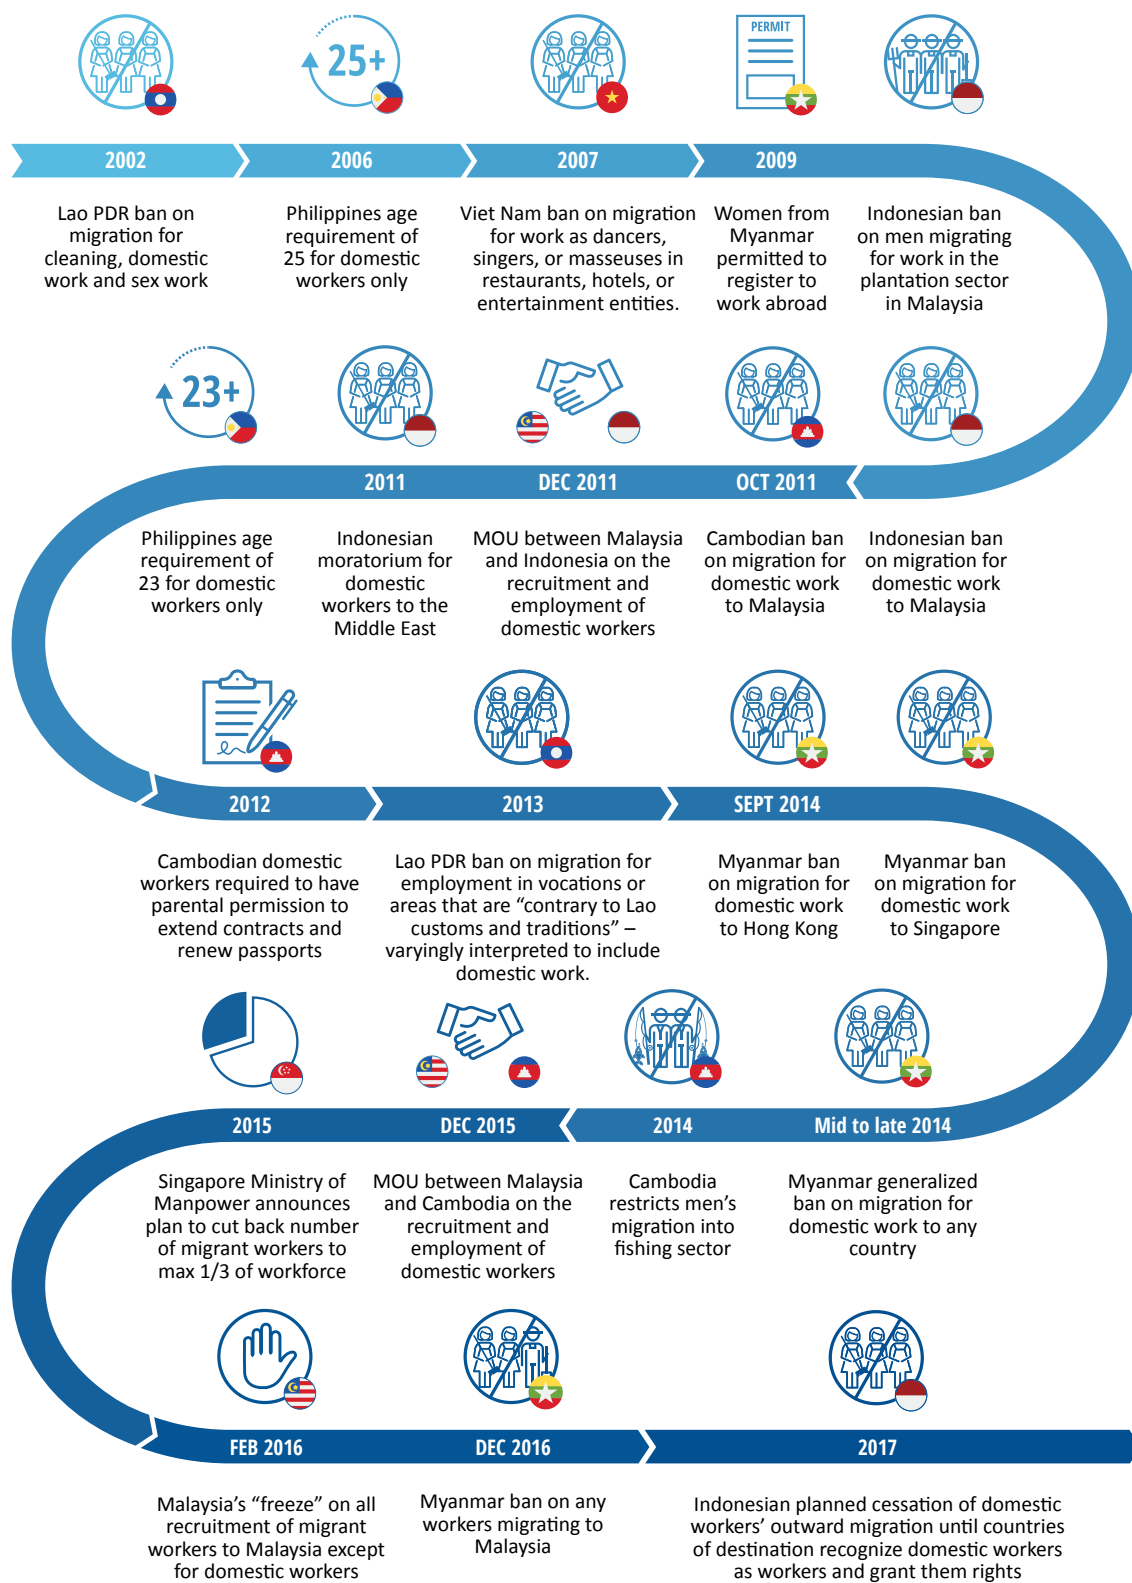 25+
PERMIT
2002
2006
2007
2009
Lao PDR ban on
migration for
cleaning, domestic
work and sex work
Philippines age
requirement of
25 for domestic
workers only
Viet Nam ban on migration
for work as dancers,
singers, or masseuses in
restaurants, hotels, or
entertainment entities.
Women from
Myanmar
permitted to
register to
work abroad
Indonesian ban
on men migrating
for work in the
plantation sector
in Malaysia
23+
2011
DEC 2011
OCT 2011
Philippines age
requirement of
23 for domestic
workers only
Indonesian
moratorium for
domestic
workers to the
Middle East
MOU between Malaysia
and Indonesia on the
recruitment and
employment of
domestic workers
Cambodian ban
on migration for
domestic work
to Malaysia
Indonesian ban
on migration for
domestic work
to Malaysia
2012
2013
SEPT 2014
Cambodian domestic
workers required to have
parental permission to
extend contracts and
renew passports
Lao PDR ban on migration for
employment in vocations or
areas that are “contrary to Lao
customs and traditions” –
varyingly interpreted to include
domestic work.
Myanmar ban
on migration for
domestic work
to Hong Kong
Myanmar ban
on migration for
domestic work
to Singapore
2015
DEC 2015
2014
Mid to late 2014
Singapore Ministry of
Manpower announces
plan to cut back number
of migrant workers to
max 1/3 of workforce
MOU between Malaysia
and Cambodia on the
recruitment and
employment of
domestic workers
Cambodia
restricts men’s
migration into
fishing sector
Myanmar generalized
ban on migration for
domestic work to any
country
FEB 2016
DEC 2016
2017
Malaysia’s “freeze” on all
recruitment of migrant
workers to Malaysia except
for domestic workers
Myanmar ban on any
workers migrating to
Malaysia
Indonesian planned cessation of domestic
workers’ outward migration until countries
of destination recognize domestic workers
as workers and grant them rights